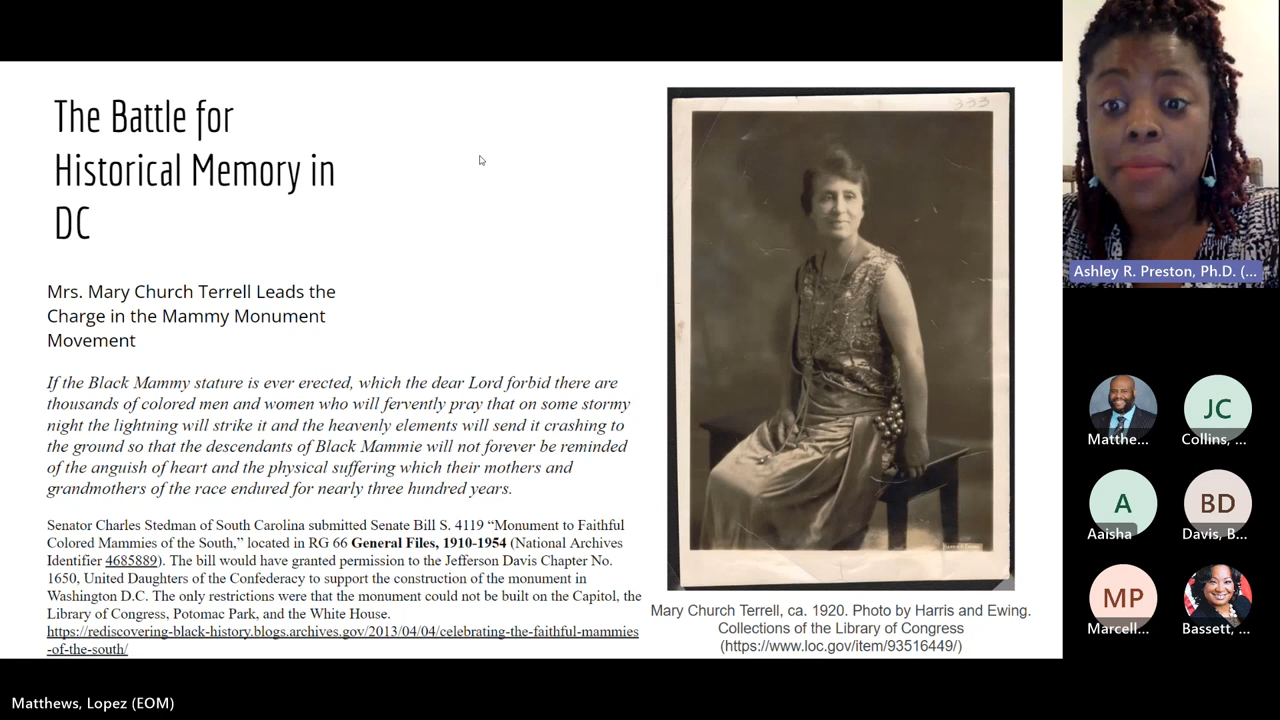 The Battle for
Historical Memory in
DC
Mrs. Mary Church Terrell Leads the
Charge in the Mammy Monument
Movement
If the Black Mammy stature is ever erected, which the dear Lord forbid there are
thousands of colored men and women who will fervently pray that on some stormy
night the lightning will strike it and the heavenly elements will send it crashing to
the ground so that the descendants of Black Mammie will not forever be reminded
of the anguish of heart and the physical suffering which their mothers and
grandmothers of the race endured for nearly three hundred years.
Senator Charles Stedman of South Carolina submitted Senate Bill S. 4119 “Monument to Faithful
Colored Mammies of the South,” located in RG 66 General Files, 1910-1954 (National Archives
Identifier 4685889). The bill would have granted permission to the Jefferson Davis Chapter No.
1650, United Daughters of the Confederacy to support the construction of the monument in
Washington D.C. The only restrictions were that the monument could not be built on the Capitol, the
Library of Congress, Potomac Park, and the White House.
https://rediscovering-black-history.blogs.archives.gov/2013/04/04/celebrating-the-faithful-mammies
-of-the-south/
333
Mary Church Terrell, ca. 1920. Photo by Harris and Ewing.
Collections of the Library of Congress
(https://www.loc.gov/item/93516449/)
Ashley R. Preston, Ph.D. (...
Matthe...
JC
Collins, ...
A
Aaisha
BD
Davis, B...
MP
Marcell...
Bassett, ...
Matthews, Lopez (EOM)